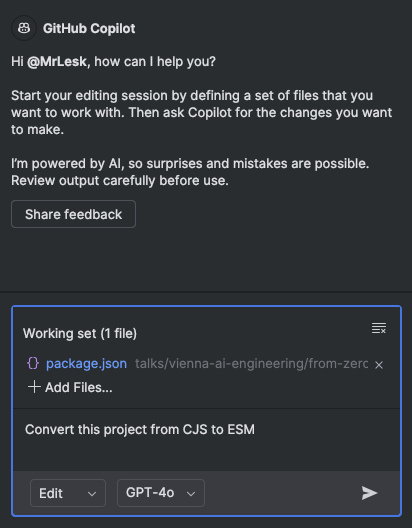 GitHub Copilot
Hi @MrLesk, how can I help you?
Start your editing session by defining a set of files that you
want to work with. Then ask Copilot for the changes you want
to make.
I'm powered by AI, so surprises and mistakes are possible.
Review output carefully before use.
Share feedback
Working set (1 file)
{} package.json talks/vienna-ai-engineering/from-zero
Add Files...
Convert this project from CJS to ESM
Edit GPT-4o